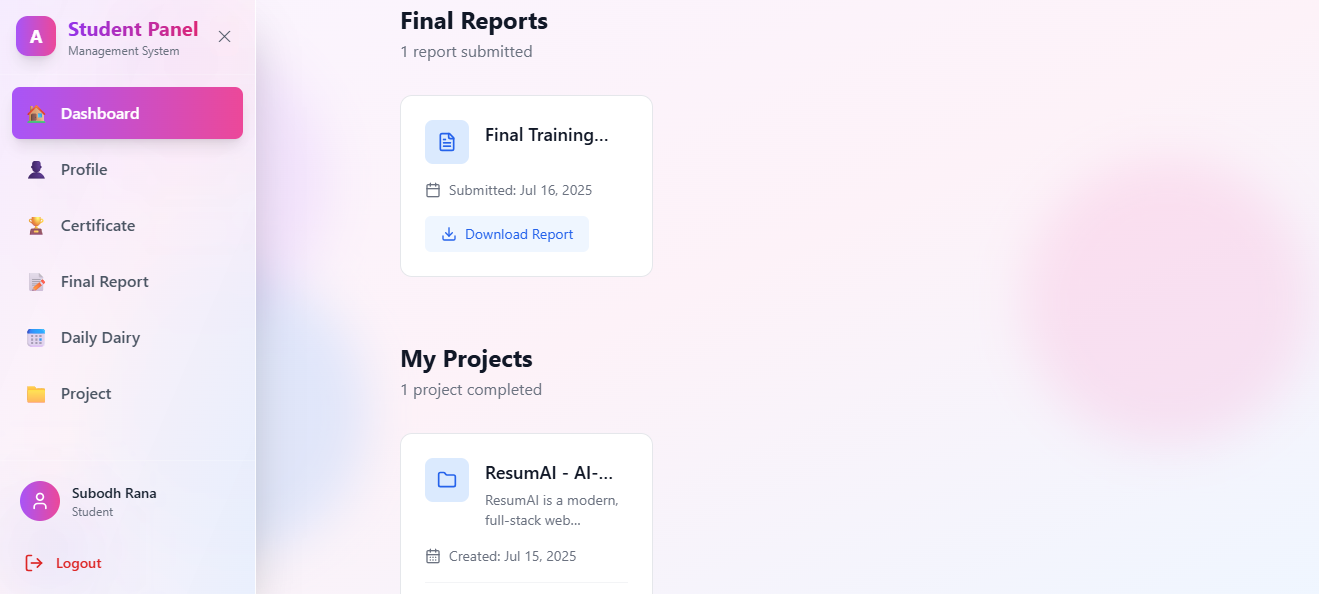 A
Student Panel
Management System
Dashboard
Profile
Certificate
Final Report
Daily Dairy
Project
Subodh Rana
Student
Logout
Final Reports
1 report submitted
Final Training...
Submitted: Jul 16, 2025
Download Report
My Projects
1 project completed
ResumAI - AI-...
ResumAI is a modern,
full-stack web...
Created: Jul 15, 2025